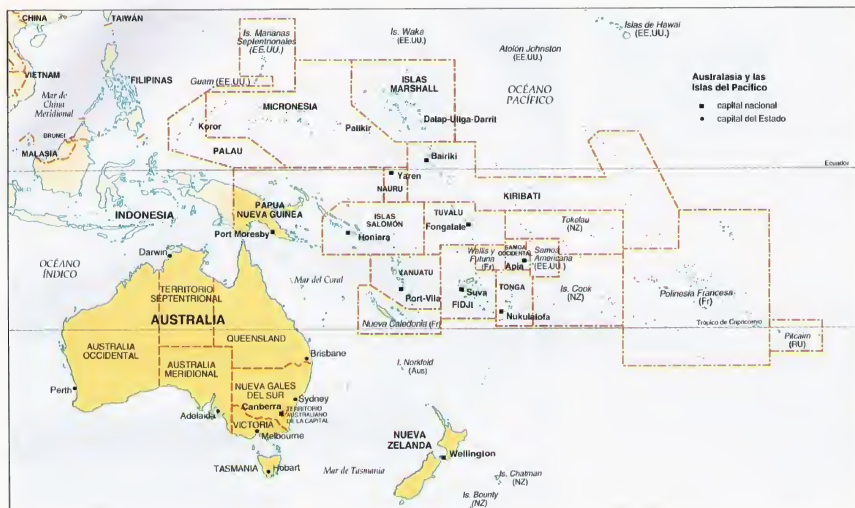 CHINA
TAIWÁN
Is. Marianas
Septentrionales
(EE.UU.)
Is. Wake
(EE.UU.)
Islas de Hawai
(EE.UU.)
Atolón Johnston
(EE.UU.)
VIETNAM
Mar de
China
Meridional
FILIPINAS
Guam (EE.UU.)
ISLAS
MARSHALL
OCÉANO
PACÍFICO
Australasia y las
Islas del Pacífico
capital nacional
capital del Estado
MICRONESIA
Koror
Palikir
Dalap-Uliga-Darrit
BRUNEI
MALASIA
PALAU
Bairiki
Ecuador
Yaren
NAURU
KIRIBATI
INDONESIA
PAPUA
NUEVA GUINEA
Port Moresby
ISLAS
SALOMÓN
Honiara
TUVALU
Fongalale
Tokelau
(NZ)
OCÉANO
ÍNDICO
Darwin
Mar del Coral
VANUATU
Port-Vila
Walis y
Futuna
(Fr)
SAMOA
OCCIDENTAL
Apia
Samoa
Americana
(EE.UU.)
FIDJI
Suva
TONGA
Nukulalofa
Is. Cook
(NZ)
Polinesia Francesa
(Fr)
TERRITORIO
SEPTENTRIONAL
AUSTRALIA
QUEENSLAND
Nueva Caledonia (Fr)
Trópico de Capricornio
Pitcairn
(RU)
AUSTRALIA
OCCIDENTAL
AUSTRALIA
MERIDIONAL
Brisbane
I. Norkfold
(Aus)
Perth
NUEVA GALES
DEL SUR
Sydney
Canberra
TERRITORIO
AUSTRALIANO
DE LA CAPITAL
Adelaida
VICTORIA
Melbourne
NUEVA
ZELANDA
Wellington
TASMANIA
Hobart
Mar de Tasmania
Is. Chatman
(NZ)
Is. Bounty
(NZ)